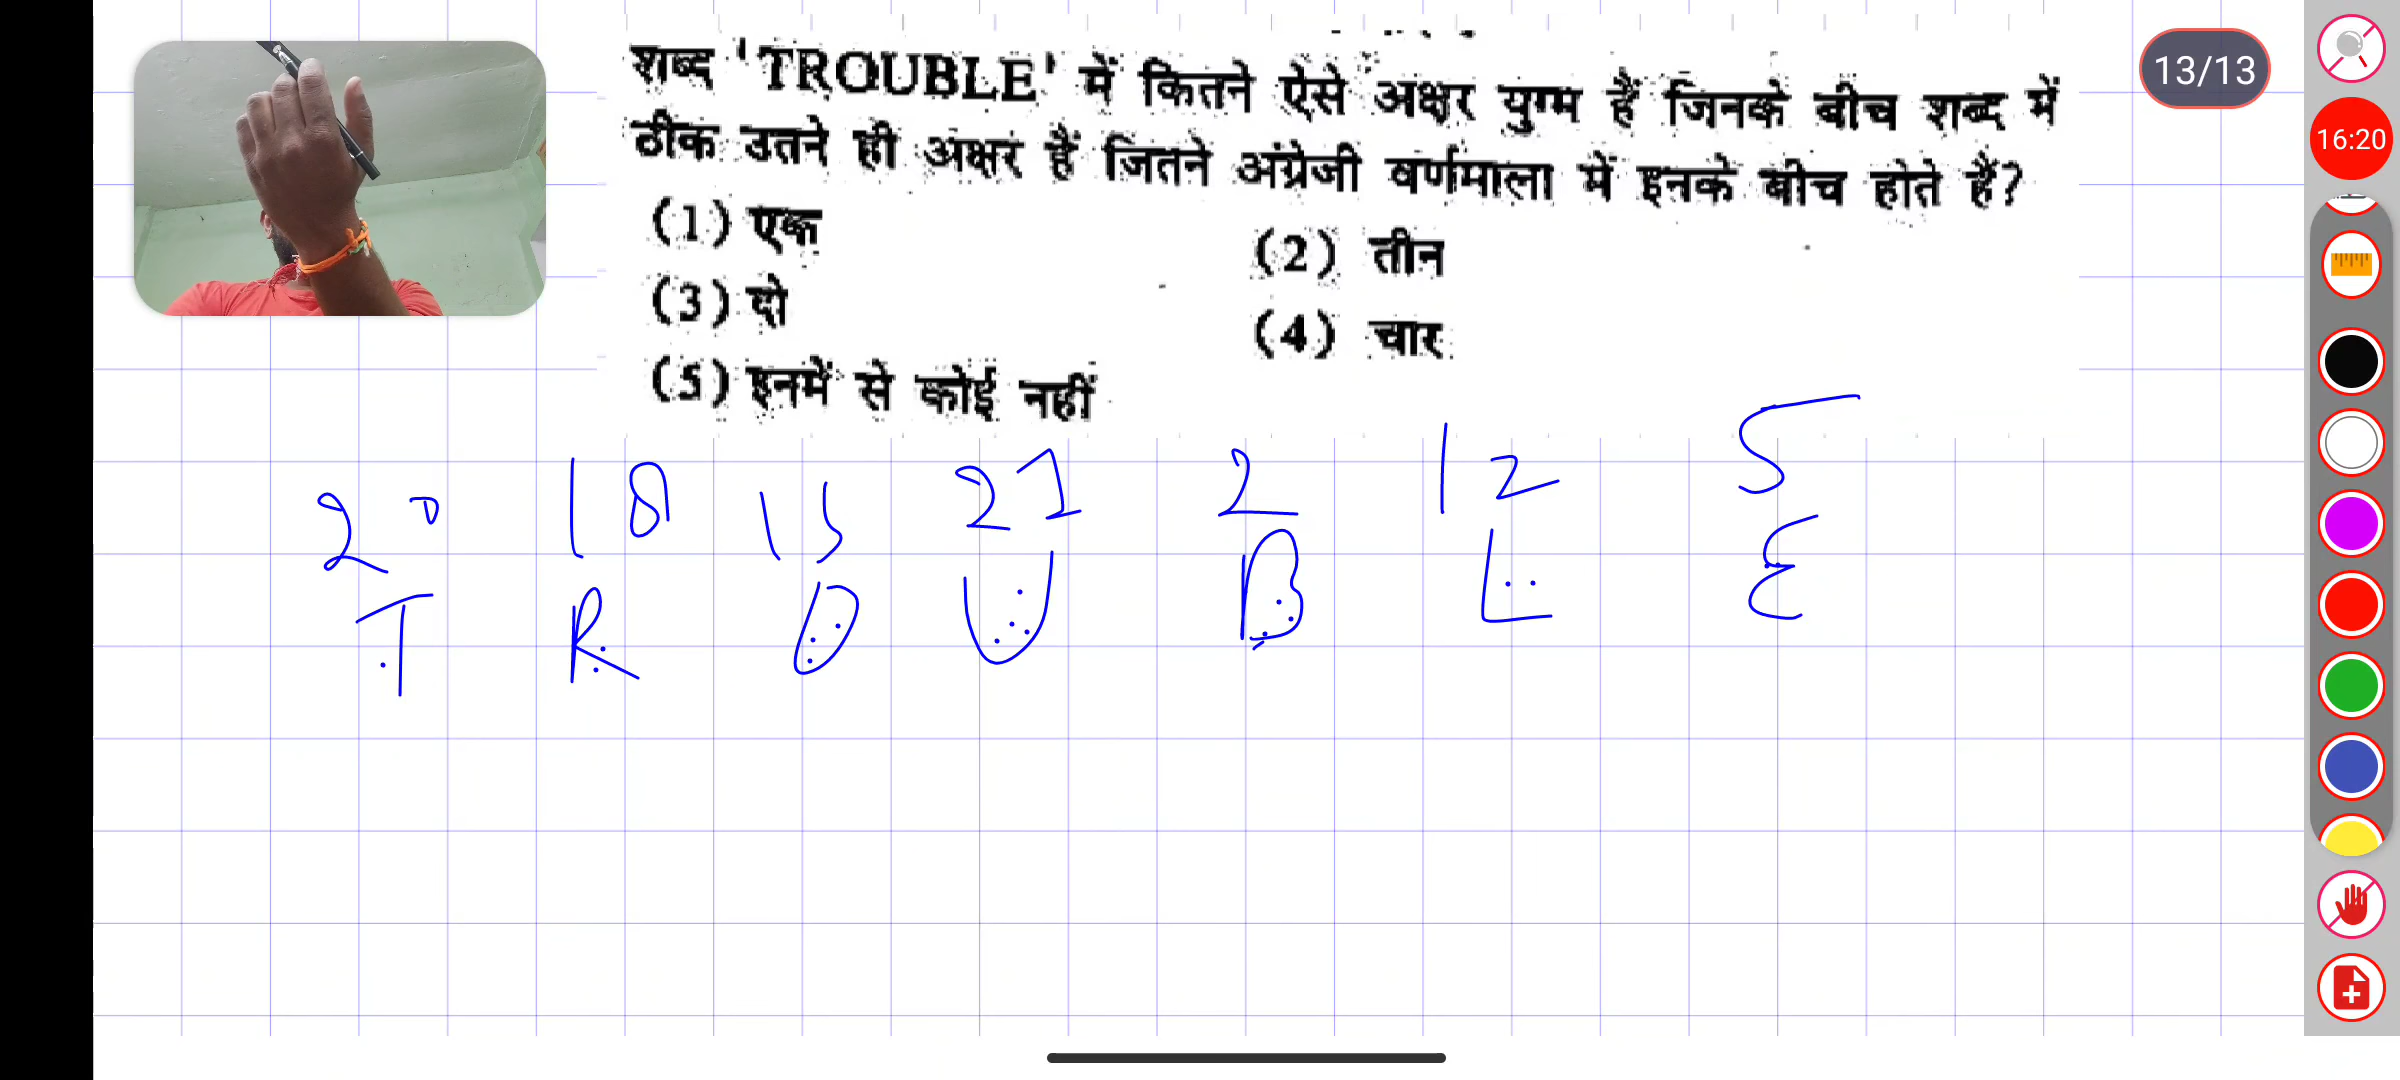 13/13
16:20
शब्द 'TROUBLE' में कितने ऐसे अक्षर युग्म हैं जिनके बीच शब्द में
ठीक उतने ही अक्षर हैं जितने अंग्रेजी वर्णमाला में इनके बीच होते हैं?
(1) एक
(2) तीन
(3) दो
(4) चार
(5) इनमें से कोई नहीं
20 18 15 21 2 12 5
T R O U B L E